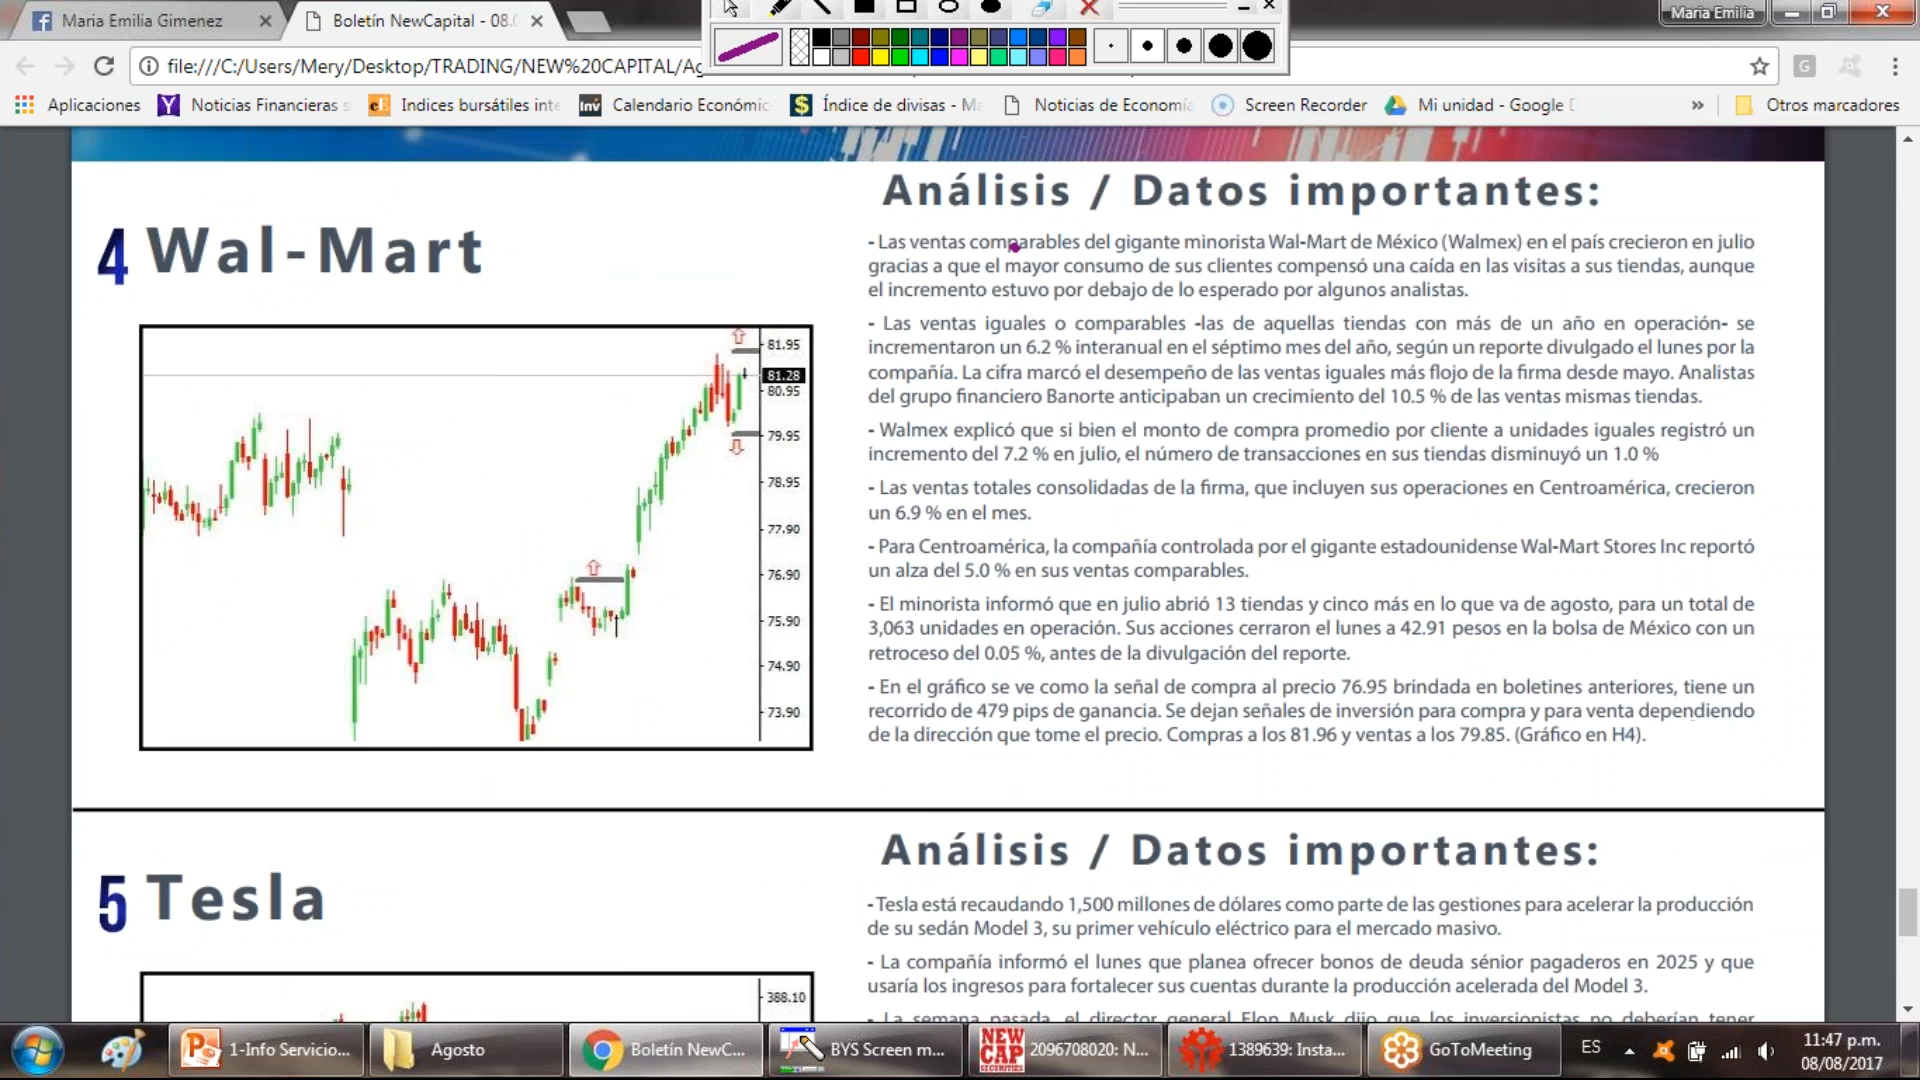 Maria Emilia Gimenez
Boletín NewCapital - 08.
Maria Emilia
file:///C:/Users/Mery/Desktop/TRADING/NEW%20CAPITAL/Ag
Aplicaciones
Noticias Financieras
Indices bursátiles
Calendario Económic
Índice de divisas - Ma
Noticias de Economía
Screen Recorder
Mi unidad - Google
Otros marcadores
4 Wal-Mart
81.95
81.28
80.95
79.95
78.95
77.90
76.90
75.90
74.90
73.90
Análisis / Datos importantes:
- Las ventas comparables del gigante minorista Wal-Mart de México (Walmex) en el país crecieron en julio
gracias a que el mayor consumo de sus clientes compensó una caída en las visitas a sus tiendas, aunque
el incremento estuvo por debajo de lo esperado por algunos analistas.
- Las ventas iguales o comparables -las de aquellas tiendas con más de un año en operación- se
incrementaron un 6.2 % interanual en el séptimo mes del año, según un reporte divulgado el lunes por la
compañía. La cifra marcó el desempeño de las ventas iguales más flojo de la firma desde mayo. Analistas
del grupo financiero Banorte anticipaban un crecimiento del 10.5 % de las ventas mismas tiendas.
- Walmex explicó que si bien el monto de compra promedio por cliente a unidades iguales registró un
incremento del 7.2 % en julio, el número de transacciones en sus tiendas disminuyó un 1.0 %
- Las ventas totales consolidadas de la firma, que incluyen sus operaciones en Centroamérica, crecieron
un 6.9 % en el mes.
- Para Centroamérica, la compañía controlada por el gigante estadounidense Wal-Mart Stores Inc reportó
un alza del 5.0 % en sus ventas comparables.
- El minorista informó que en julio abrió 13 tiendas y cinco más en lo que va de agosto, para un total de
3,063 unidades en operación. Sus acciones cerraron el lunes a 42.91 pesos en la bolsa de México con un
retroceso del 0.05 %, antes de la divulgación del reporte.
- En el gráfico se ve como la señal de compra al precio 76.95 brindada en boletines anteriores, tiene un
recorrido de 479 pips de ganancia. Se dejan señales de inversión para compra y para venta dependiendo
de la dirección que tome el precio. Compras a los 81.96 y ventas a los 79.85. (Gráfico en H4).
5 Tesla
388.10
Análisis / Datos importantes:
- Tesla está recaudando 1,500 millones de dólares como parte de las gestiones para acelerar la producción
de su sedán Model 3, su primer vehículo eléctrico para el mercado masivo.
- La compañía informó el lunes que planea ofrecer bonos de deuda sénior pagaderos en 2025 y que
usaría los ingresos para fortalecer sus cuentas durante la producción acelerada del Model 3.
- La semana pasada, el director general Elon Musk dijo que los inversionistas no deberían tener
1-Info Servicio...
Agosto
Boletín NewC...
BYS Screen m...
NEW CAP SECURITIES
2096708020: N...
1389639: Insta...
GoToMeeting
ES
11:47 p.m.
08/08/2017